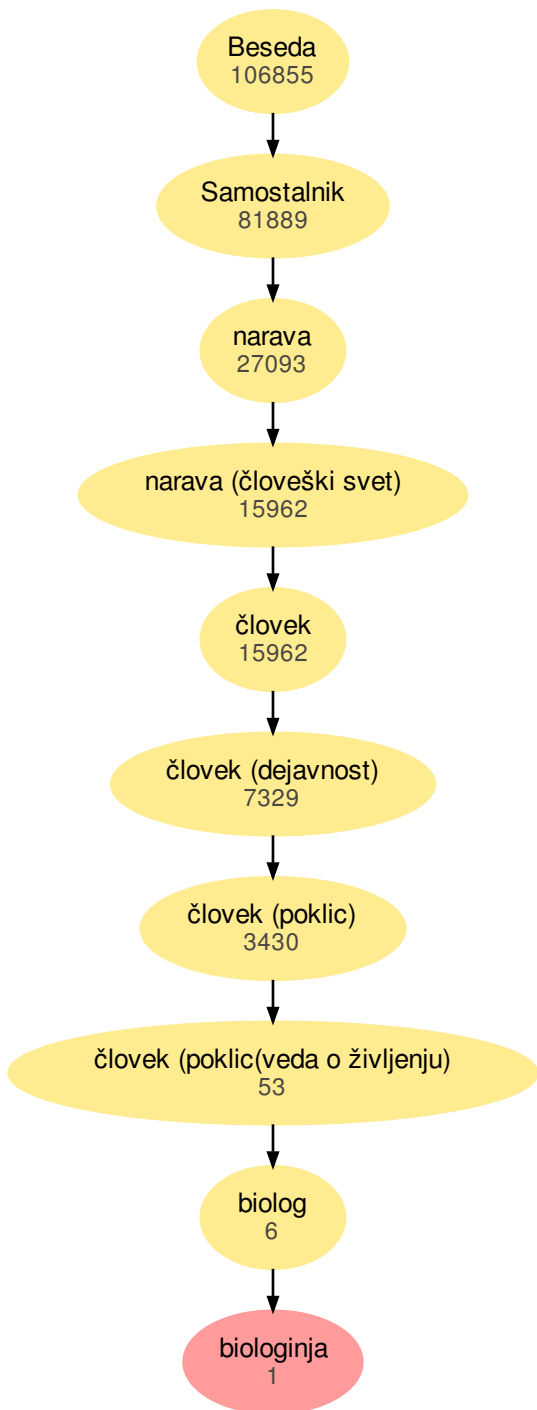 Beseda
106855
Samostalnik
81889
narava
27093
narava (človeški svet)
15962
človek
15962
človek (dejavnost)
7329
človek (poklic)
3430
človek (poklic(veda o življenju)
53
biolog
6
biologinja
1